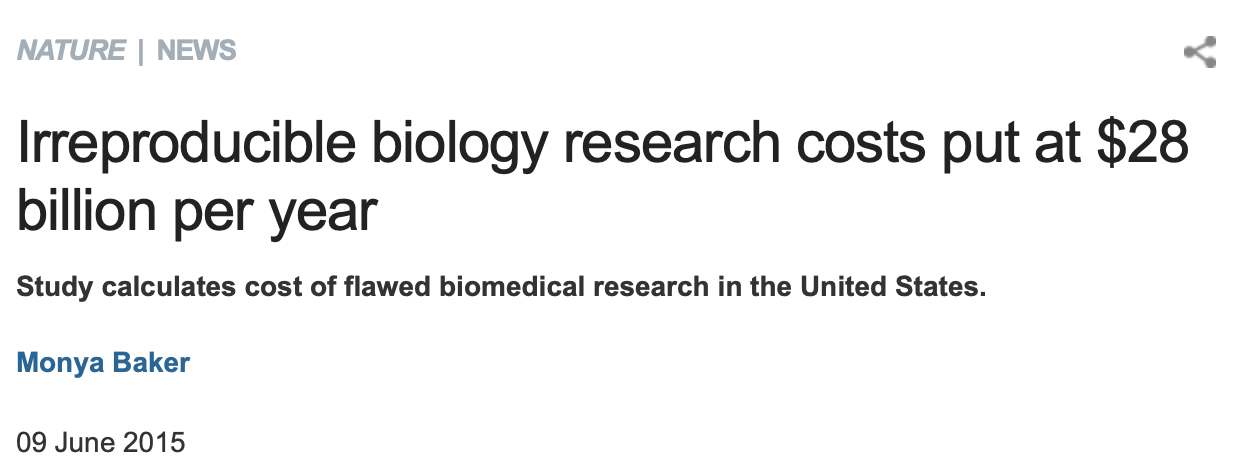 NATURE | NEWS
Irreproducible biology research costs put at $28
billion per year
Study calculates cost of flawed biomedical research in the United States.
Monya Baker
09 June 2015